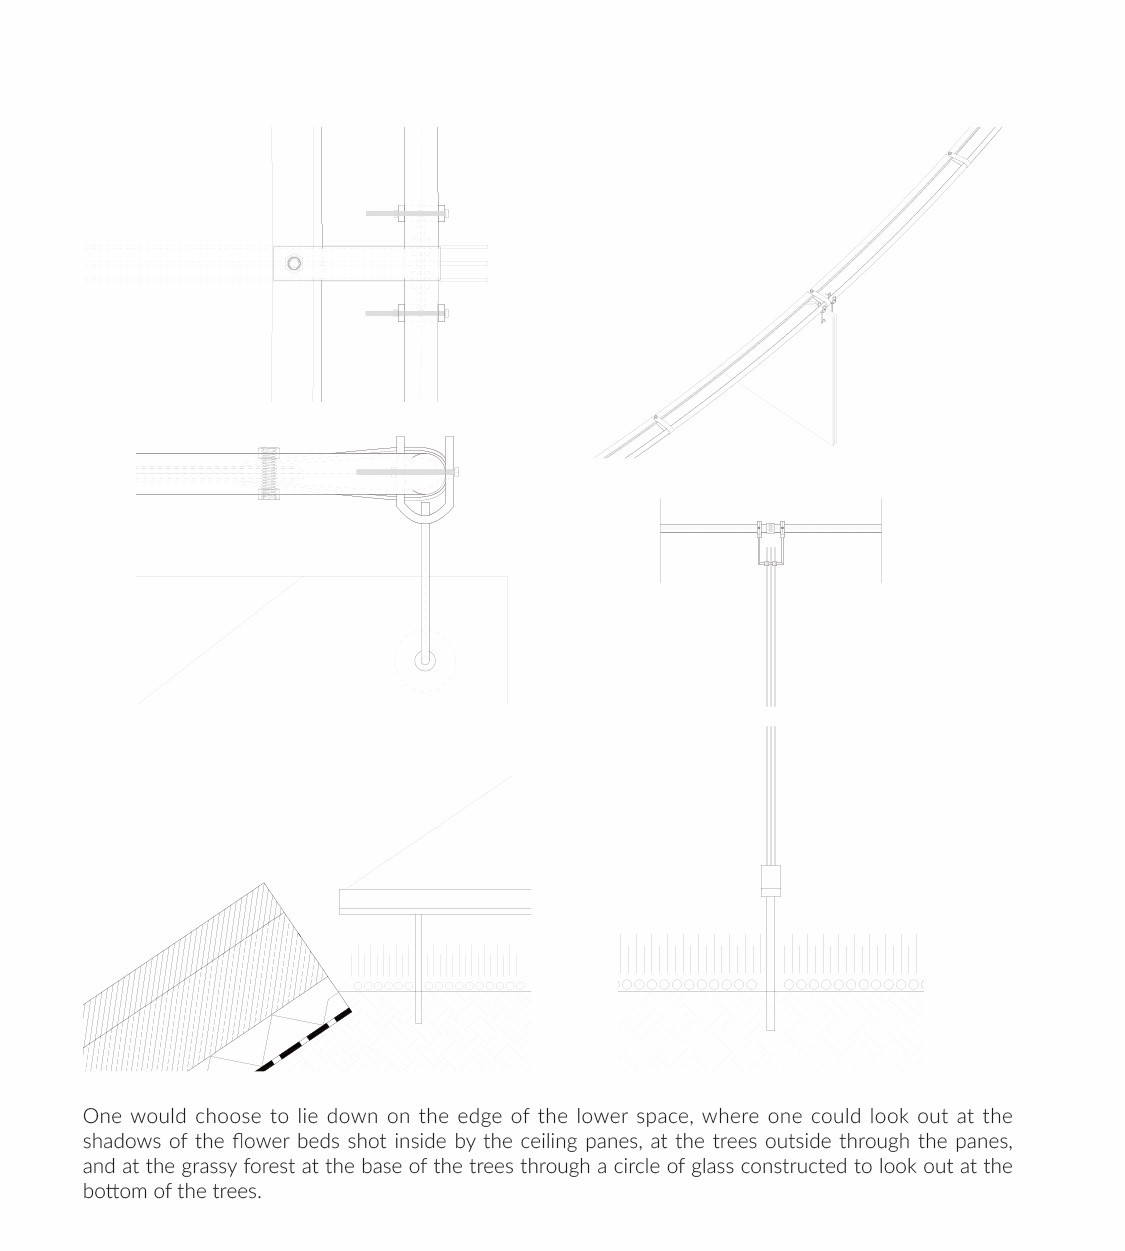 One would choose to lie down on the edge of the lower space, where one could look out at the
shadows of the flower beds shot inside by the ceiling panes, at the trees outside through the panes,
and at the grassy forest at the base of the trees through a circle of glass constructed to look out at the
bottom of the trees.